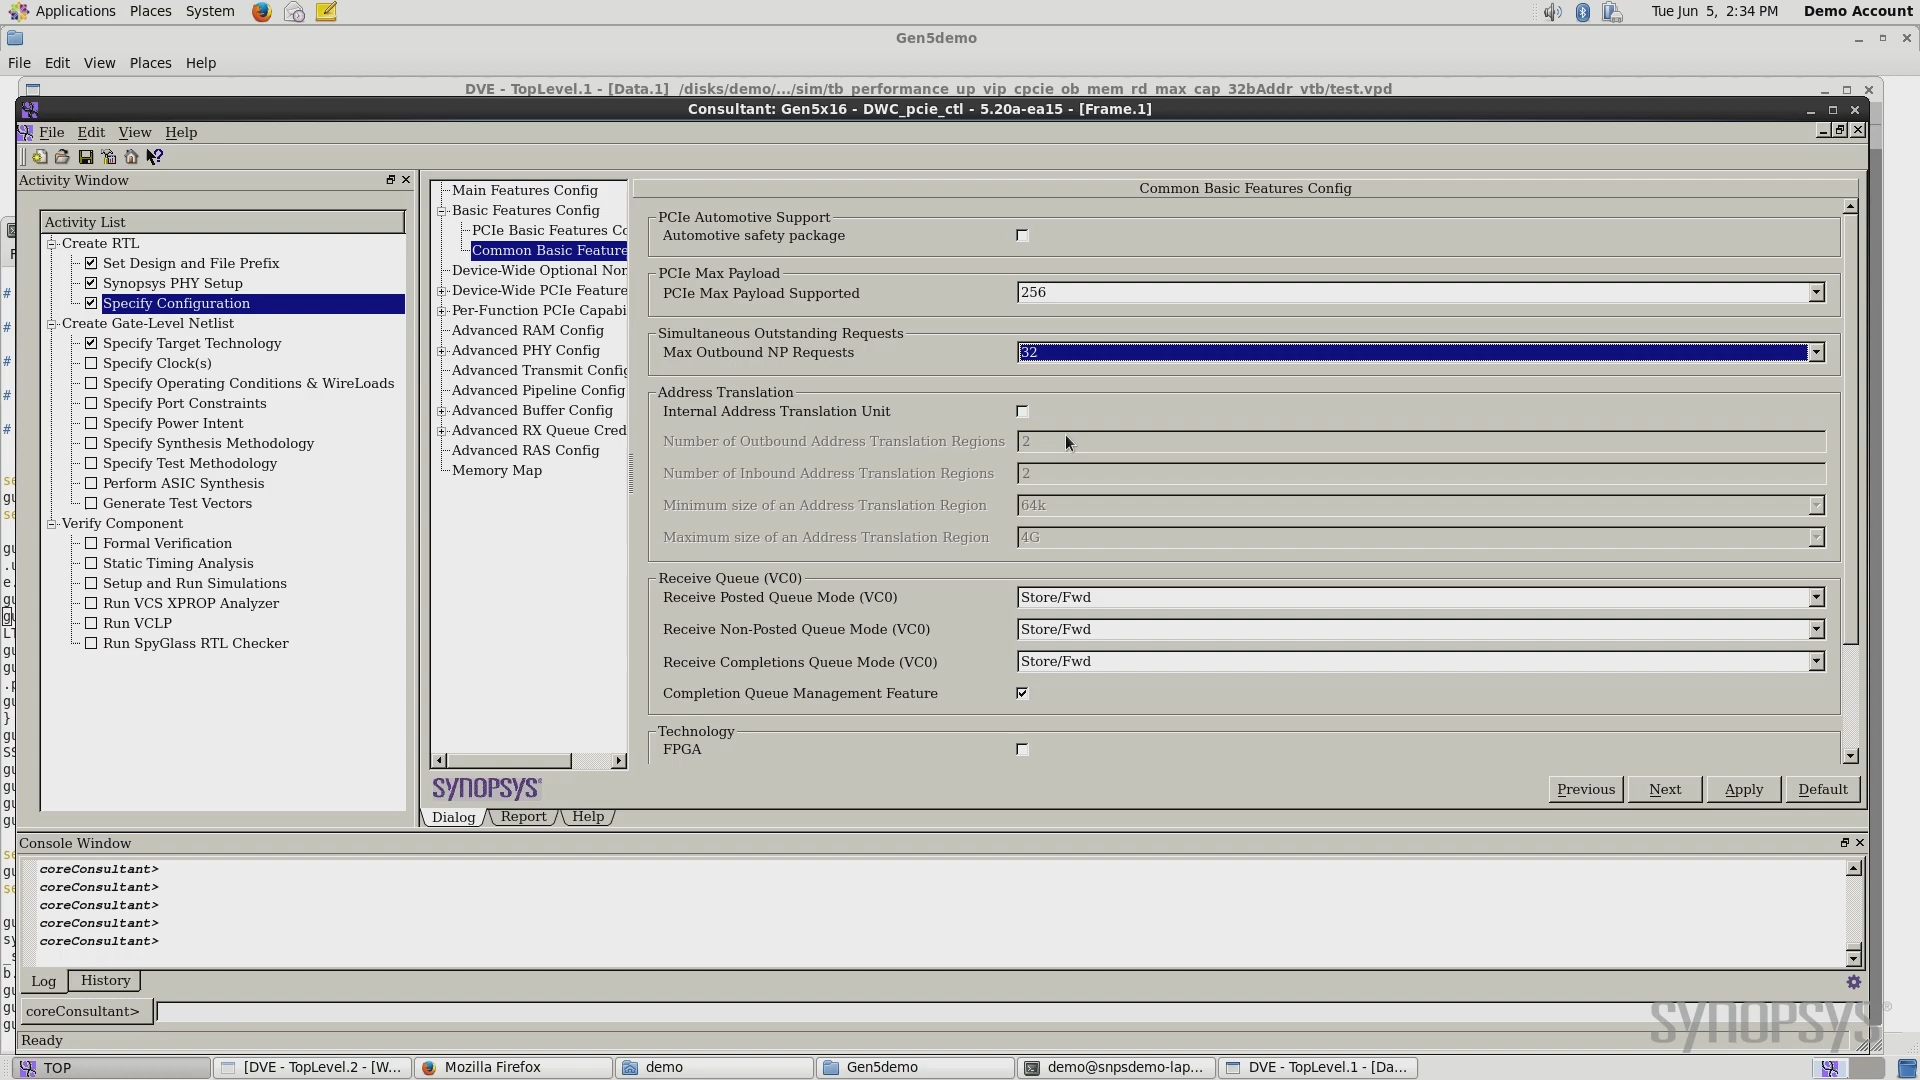 Applications Places System Tue Jun 5, 2:34 PM Demo Account
Gen5demo
File Edit View Places Help
DVE - TopLevel.1 - [Data.1] /disks/demo/.../sim/tb_performance_up_vip_cpcie_ob_mem_rd_max_cap_32bAddr_vtb/test.vpd
Consultant: Gen5x16 - DWC_pcie_ctl - 5.20a-ea15 - [Frame.1]
File Edit View Help
Activity Window
Activity List
Create RTL
Set Design and File Prefix
Synopsys PHY Setup
Specify Configuration
Create Gate-Level Netlist
Specify Target Technology
Specify Clock(s)
Specify Operating Conditions & WireLoads
Specify Port Constraints
Specify Power Intent
Specify Synthesis Methodology
Specify Test Methodology
Perform ASIC Synthesis
Generate Test Vectors
Verify Component
Formal Verification
Static Timing Analysis
Setup and Run Simulations
Run VCS XPROP Analyzer
Run VCLP
Run SpyGlass RTL Checker
Main Features Config
Basic Features Config
PCIe Basic Features Co
Common Basic Feature
Device-Wide Optional Non
Device-Wide PCIe Feature
Per-Function PCIe Capabi
Advanced RAM Config
Advanced PHY Config
Advanced Transmit Config
Advanced Pipeline Config
Advanced Buffer Config
Advanced RX Queue Cred
Advanced RAS Config
Memory Map
Common Basic Features Config
PCIe Automotive Support
Automotive safety package
PCIe Max Payload
PCIe Max Payload Supported 256
Simultaneous Outstanding Requests
Max Outbound NP Requests 32
Address Translation
Internal Address Translation Unit
Number of Outbound Address Translation Regions 2
Number of Inbound Address Translation Regions 2
Minimum size of an Address Translation Region 64k
Maximum size of an Address Translation Region 4G
Receive Queue (VC0)
Receive Posted Queue Mode (VC0) Store/Fwd
Receive Non-Posted Queue Mode (VC0) Store/Fwd
Receive Completions Queue Mode (VC0) Store/Fwd
Completion Queue Management Feature
Technology
FPGA
SYNOPSYS
Previous Next Apply Default
Dialog Report Help
Console Window
coreConsultant>
coreConsultant>
coreConsultant>
coreConsultant>
coreConsultant>
Log History
coreConsultant>
SYNOPSYS
Ready
TOP [DVE - TopLevel.2 - [W... Mozilla Firefox demo Gen5demo demo@snpsdemo-lap... DVE - TopLevel.1 - [Da...